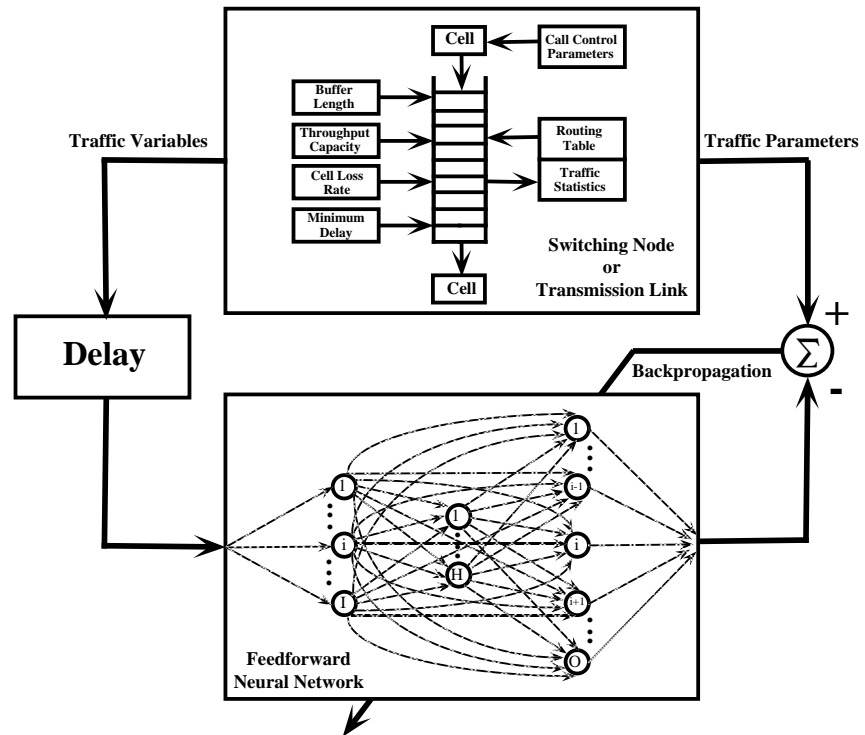 Cell
Call Control
Parameters
Buffer
Length
Traffic Variables
Throughput
Capacity
Routing
Table
Traffic Parameters
Cell Loss
Rate
Traffic
Statistics
Minimum
Delay
Cell
Switching Node
or
Transmission Link
Delay
+
Σ
-
Backpropagation
1
i-1
i
i+1
O
1
i
I
1
H
Feedforward
Neural Network